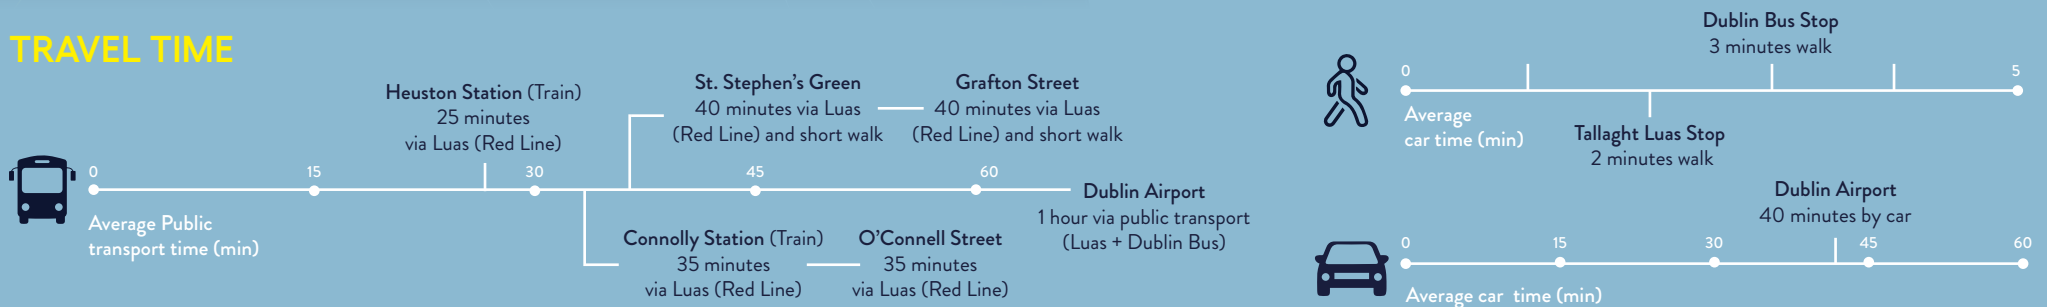 TRAVEL TIME
Heuston Station (Train)
25 minutes
via Luas (Red Line)
St. Stephen's Green
40 minutes via Luas
(Red Line) and short walk
Grafton Street
40 minutes via Luas
(Red Line) and short walk
0 15 30 45 60
Average Public
transport time (min)
Connolly Station (Train)
35 minutes
via Luas (Red Line)
O'Connell Street
35 minutes
via Luas (Red Line)
Dublin Airport
1 hour via public transport
(Luas + Dublin Bus)
Dublin Bus Stop
3 minutes walk
0 5
Average
car time (min)
Tallaght Luas Stop
2 minutes walk
Dublin Airport
40 minutes by car
0 15 30 45 60
Average car time (min)